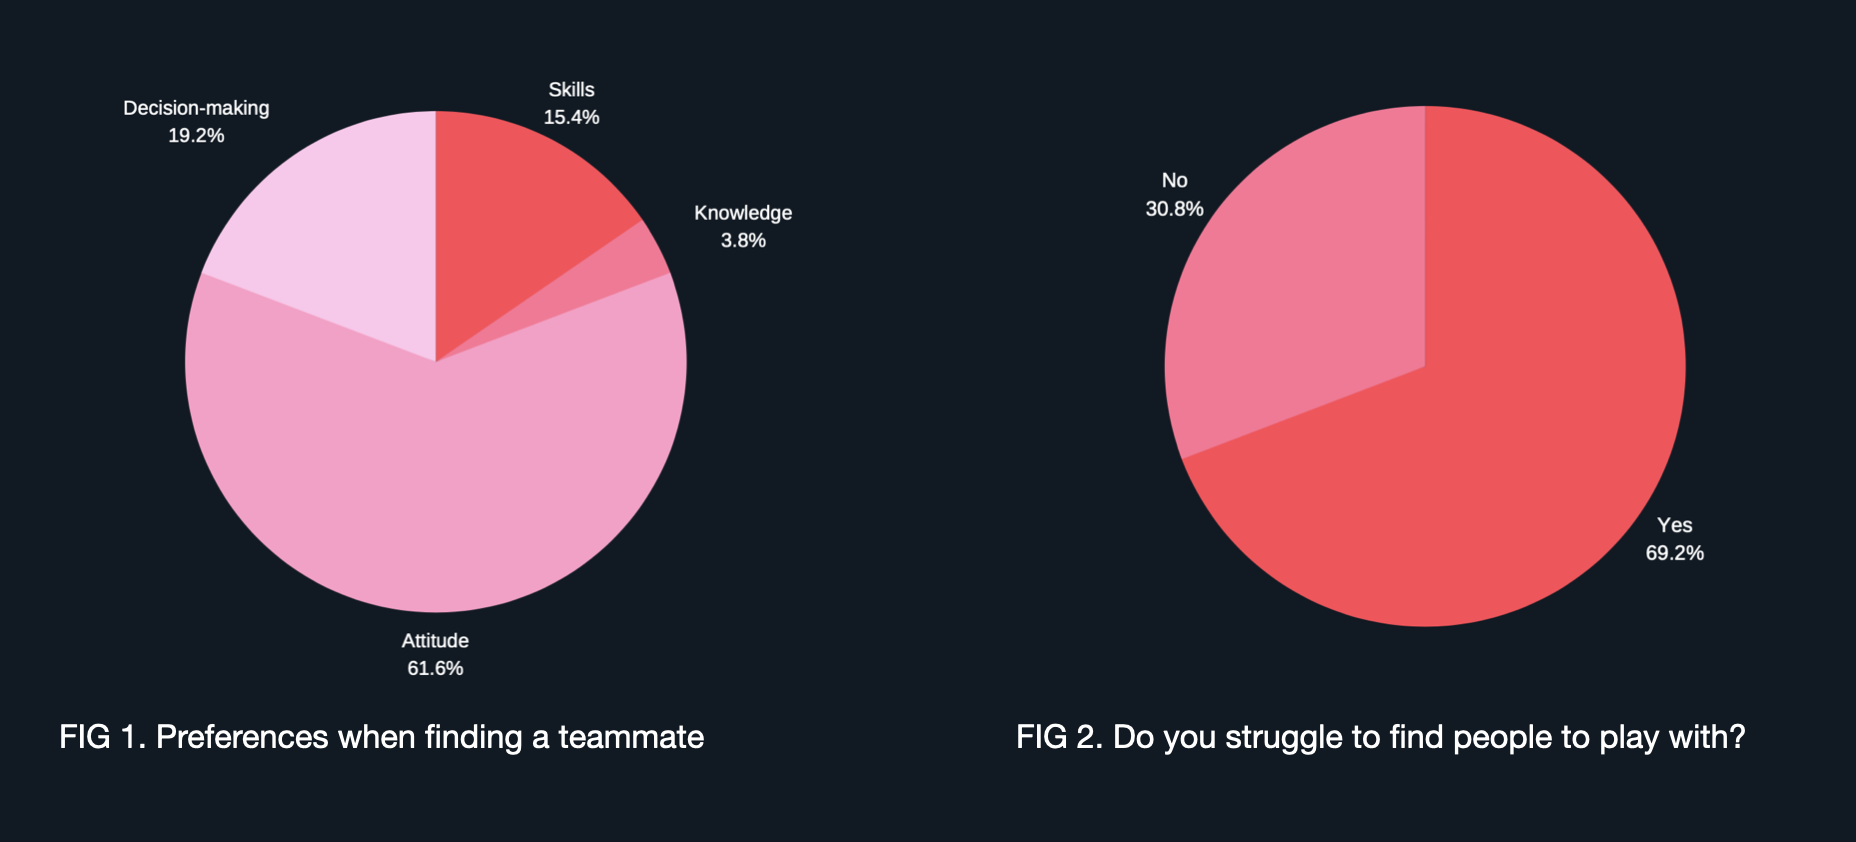 Decision-making
19.2%
Skills
15.4%
Knowledge
3.8%
Attitude
61.6%
FIG 1. Preferences when finding a teammate
No
30.8%
Yes
69.2%
FIG 2. Do you struggle to find people to play with?